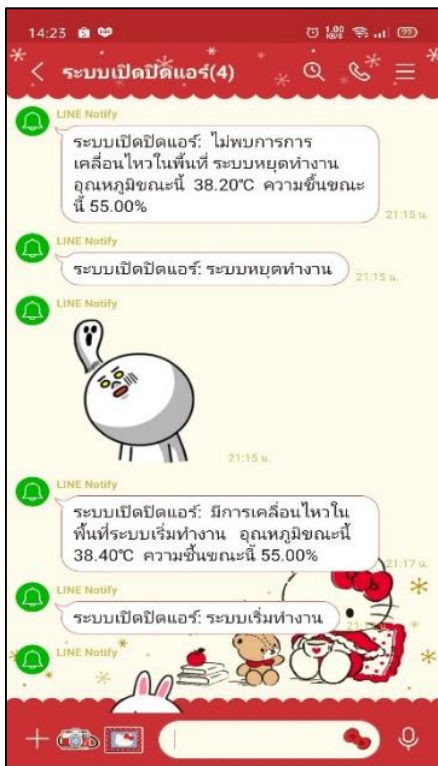 14:23
1.00
KB/S
77
ระบบเปิดปิดแอร์(4)
LINE Notify
ระบบเปิดปิดแอร์: ไม่พบการการ
เคลื่อนไหวในพื้นที่ ระบบหยุดทำงาน
อุณหภูมิขณะนี้ 38.20°C ความชื้นขณะ
นี้ 55.00%
21:15 น.
LINE Notify
ระบบเปิดปิดแอร์: ระบบหยุดทำงาน
21:15 น.
LINE Notify
21:15 น.
LINE Notify
ระบบเปิดปิดแอร์: มีการเคลื่อนไหวใน
พื้นที่ระบบเริ่มทำงาน อุณหภูมิขณะนี้
38.40°C ความชื้นขณะนี้ 55.00%
21:17 น.
LINE Notify
ระบบเปิดปิดแอร์: ระบบเริ่มทำงาน
LINE Notify